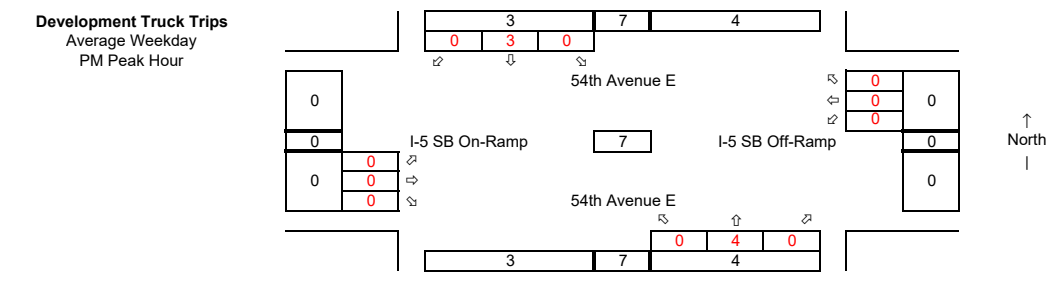 Development Truck Trips
Average Weekday
PM Peak Hour
3 7 4
0 3 0
⬃ ⇩ ⬂
54th Avenue E
0
⬁ 0
⇦ 0
⬃ 0
0
↑
North
|
0
I-5 SB On-Ramp
7
I-5 SB Off-Ramp
0
0
0 ⬀
0 ⇨
0 ⬂
0
54th Avenue E
⬁ ⇧ ⬀
0 4 0
3 7 4